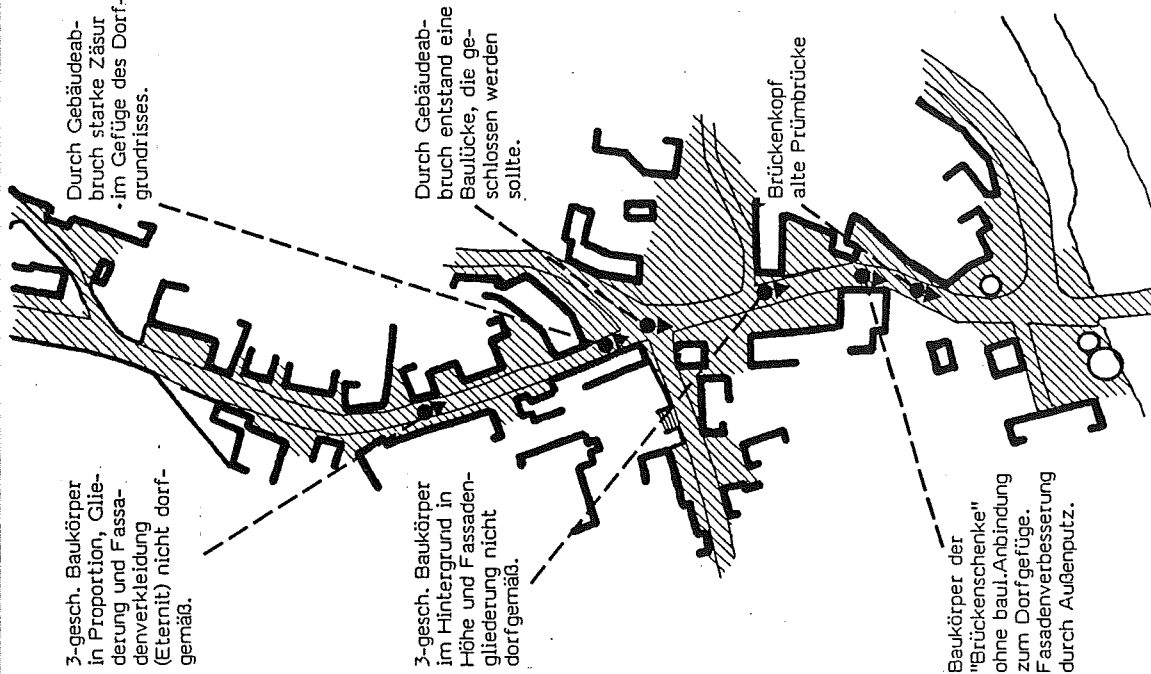 Durch Gebäudeab-
bruch starke Zäsur
im Gefüge des Dorf-
grundrisses.
Durch Gebäudeab-
bruch entstand eine
Baulücke, die ge-
schlossen werden
sollte.
Brückenkopf
alte Prümbrücke
3-gesch. Baukörper
in Proportion, Glie-
derung und Fassa-
denverkleidung
(Eternit) nicht dorf-
gemäß.
3-gesch. Baukörper
im Hintergrund in
Höhe und Fassaden-
gliederung nicht
dorfgemäß.
Baukörper der
"Brückenschenke"
ohne baul.Anbindung
zum Dorfgefüge.
Fasadenverbesserung
durch Außenputz.